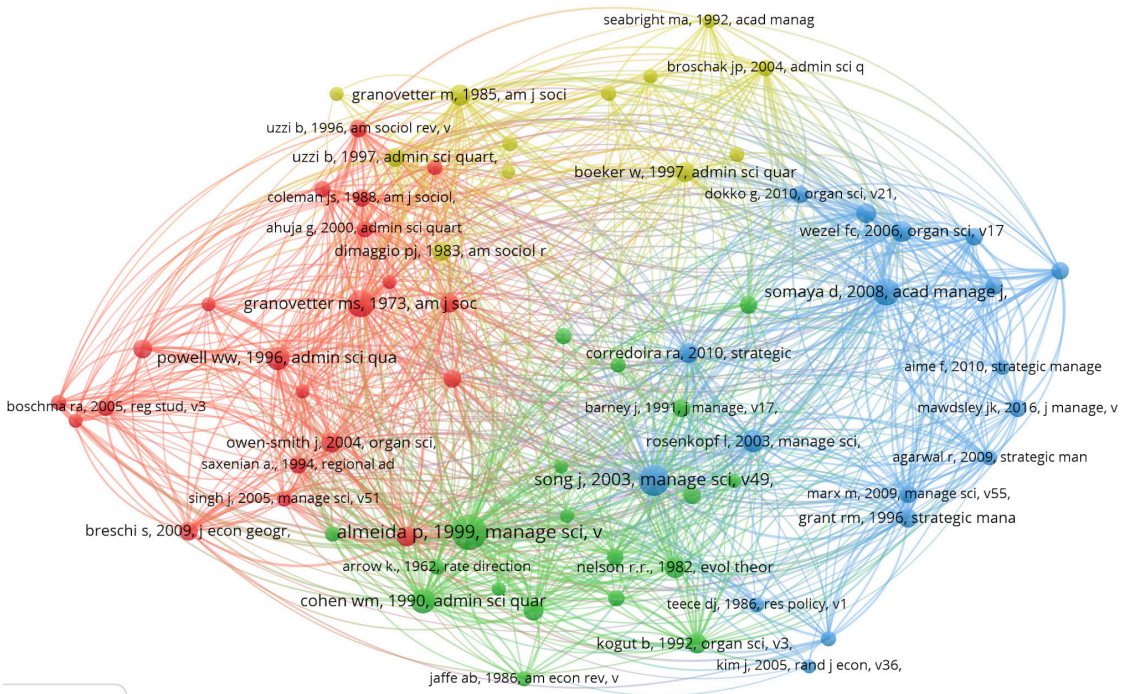 seabright ma, 1992, acad manag
broschak jp, 2004, admin sci q
granovetter m, 1985, am j soci
uzzi b, 1996, am sociol rev, v
uzzi b, 1997, admin sci quart,
boeker w, 1997, admin sci quar
dokko g, 2010, organ sci, v21,
coleman js, 1988, am j sociol,
ahuja g, 2000, admin sci quart
wezel fc, 2006, organ sci, v17
dimaggio pj, 1983, am sociol r
somaya d, 2008, acad manage j,
granovetter ms, 1973, am j soc
corredoira ra, 2010, strategic
powell ww, 1996, admin sci qua
aime f, 2010, strategic manage
boschma ra, 2005, reg stud, v3
barney j, 1991, j manage, v17,
mawdsley jk, 2016, j manage, v
owen-smith j, 2004, organ sci,
rosenkopf l, 2003, manage sci,
agarwal r, 2009, strategic man
saxenian a., 1994, regional ad
song j, 2003, manage sci, v49,
singh j, 2005, manage sci, v51
marx m, 2009, manage sci, v55,
grant rm, 1996, strategic mana
breschi s, 2009, j econ geogr,
almeida p, 1999, manage sci, v
arrow k., 1962, rate direction
nelson r.r., 1982, evol theor
cohen wm, 1990, admin sci quar
teece dj, 1986, res policy, v1
kogut b, 1992, organ sci, v3,
kim j, 2005, rand j econ, v36,
jaffe ab, 1986, am econ rev, v